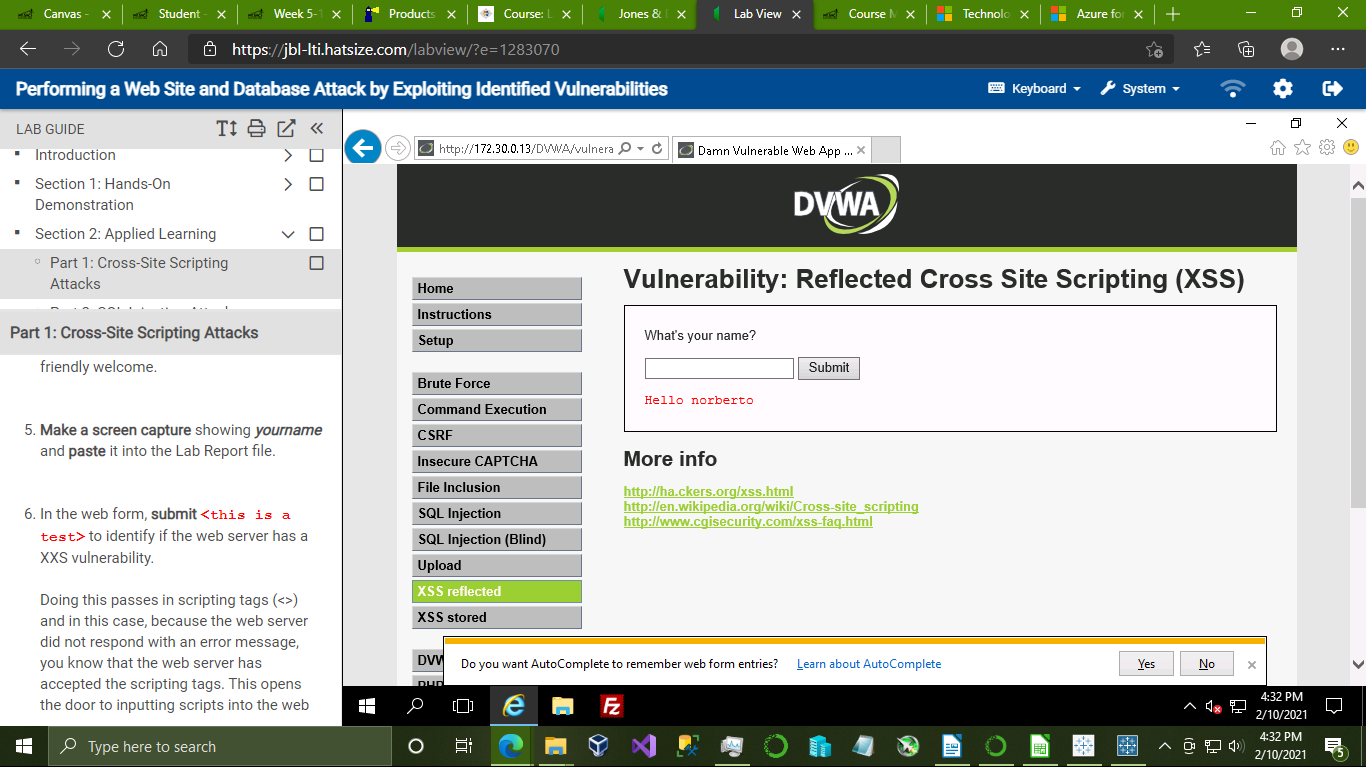 Canvas -
Student -
Week 5-1
Products
Course: L
Jones & B
Lab View
Course M
Technolo
Azure for
https://jbl-lti.hatsize.com/labview/?e=1283070
Performing a Web Site and Database Attack by Exploiting Identified Vulnerabilities
Keyboard
System
LAB GUIDE
Introduction
Section 1: Hands-On
Demonstration
Section 2: Applied Learning
Part 1: Cross-Site Scripting
Attacks
Part 1: Cross-Site Scripting Attacks
friendly welcome.
5. Make a screen capture showing yourname
and paste it into the Lab Report file.
6. In the web form, submit <this is a
test> to identify if the web server has a
XXS vulnerability.
Doing this passes in scripting tags (<>)
and in this case, because the web server
did not respond with an error message,
you know that the web server has
accepted the scripting tags. This opens
the door to inputting scripts into the web
http://172.30.0.13/DVWA/vulnera
Damn Vulnerable Web App ...
DVWA
Home
Instructions
Setup
Brute Force
Command Execution
CSRF
Insecure CAPTCHA
File Inclusion
SQL Injection
SQL Injection (Blind)
Upload
XSS reflected
XSS stored
Vulnerability: Reflected Cross Site Scripting (XSS)
What's your name?
Submit
Hello norberto
More info
http://ha.ckers.org/xss.html
http://en.wikipedia.org/wiki/Cross-site_scripting
http://www.cgisecurity.com/xss-faq.html
Do you want AutoComplete to remember web form entries? Learn about AutoComplete
Yes
No
4:32 PM
2/10/2021
Type here to search
4:32 PM
2/10/2021
5